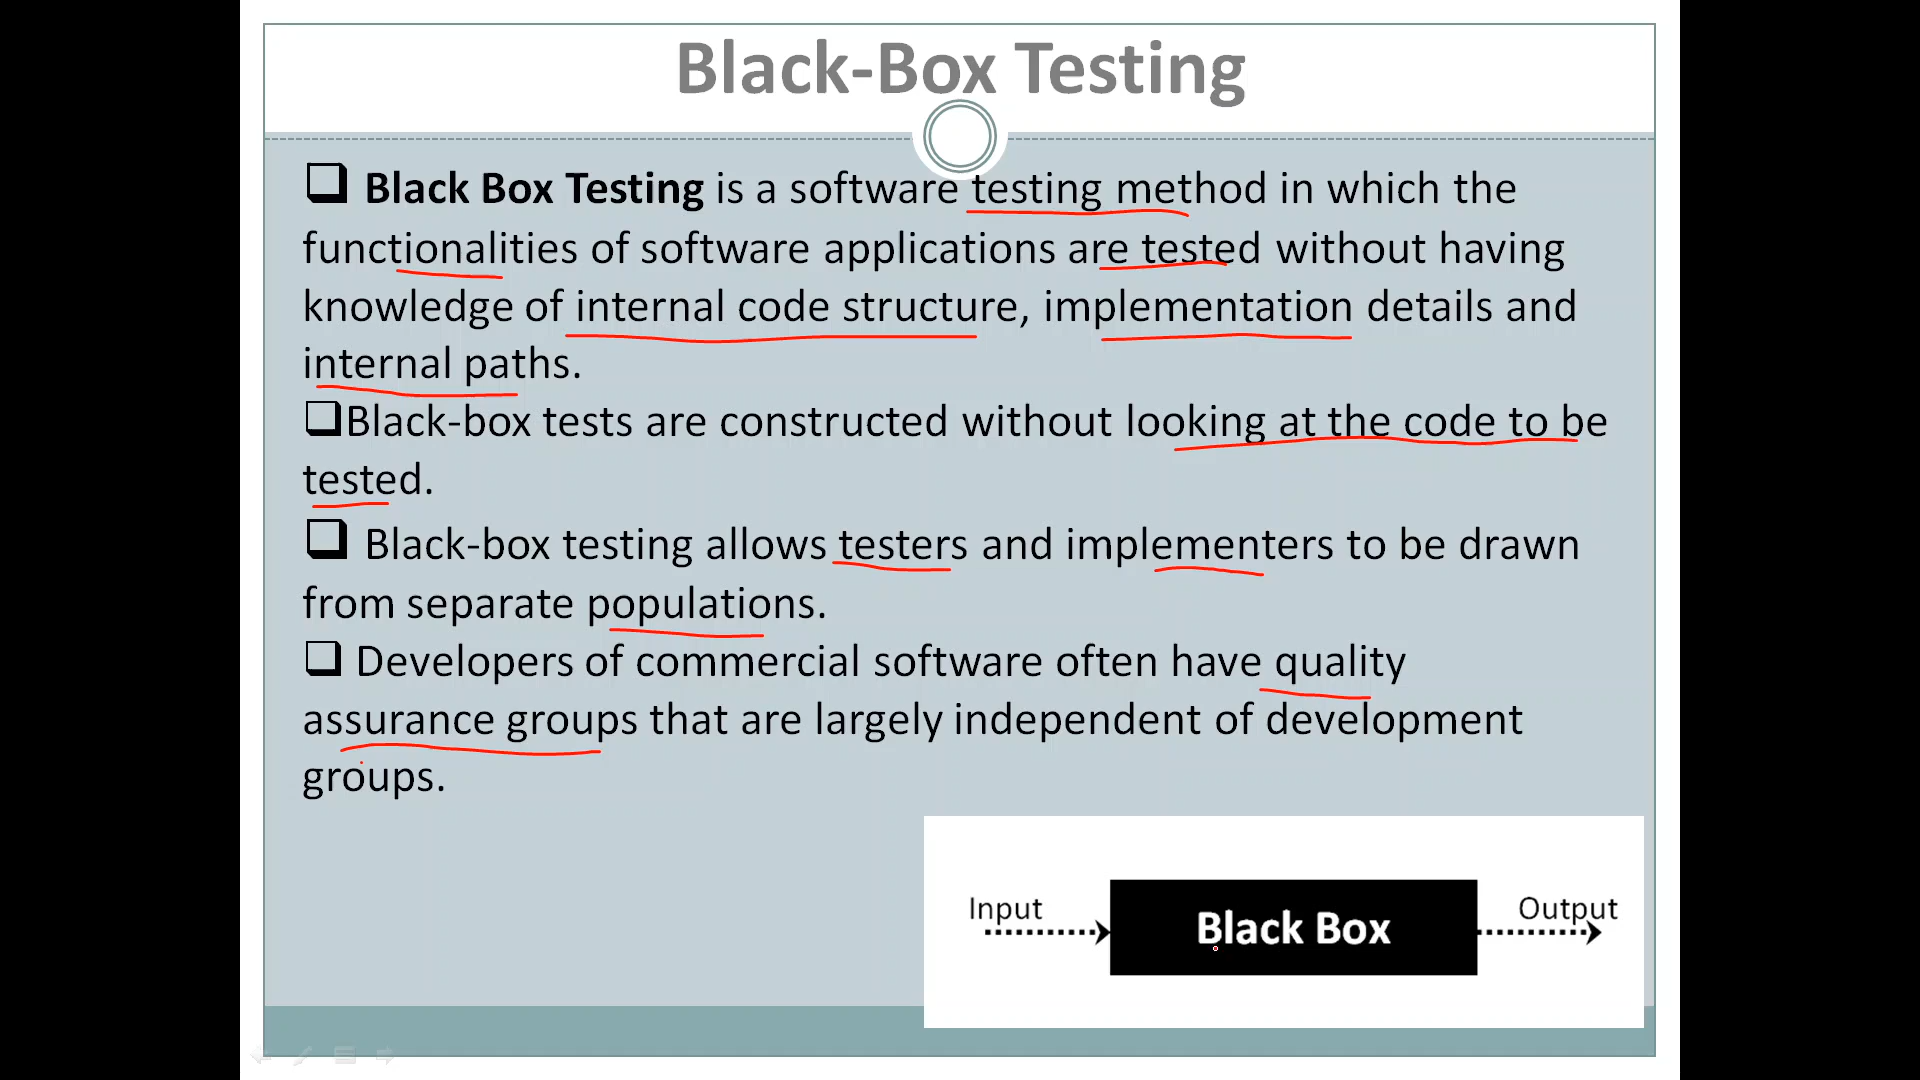 Black-Box Testing
❑ Black Box Testing is a software testing method in which the
functionalities of software applications are tested without having
knowledge of internal code structure, implementation details and
internal paths.
❑Black-box tests are constructed without looking at the code to be
tested.
❑ Black-box testing allows testers and implementers to be drawn
from separate populations.
❑ Developers of commercial software often have quality
assurance groups that are largely independent of development
groups.
Input
Black Box
Output